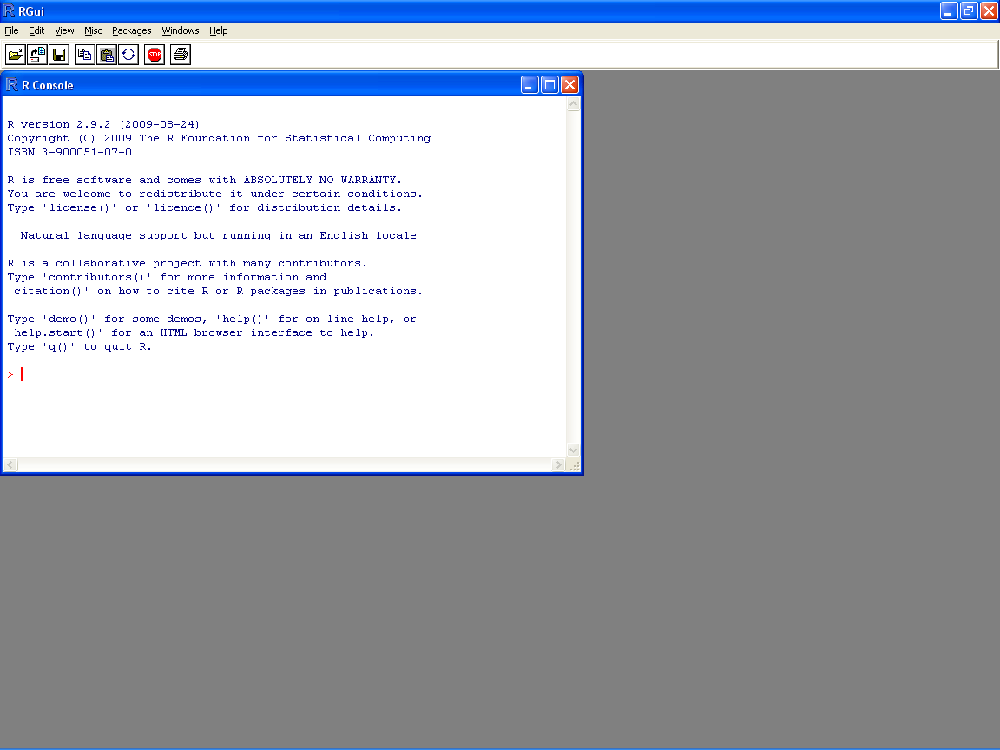 RGui
File Edit View Misc Packages Windows Help
STOP
R Console
R version 2.9.2 (2009-08-24)
Copyright (C) 2009 The R Foundation for Statistical Computing
ISBN 3-900051-07-0
R is free software and comes with ABSOLUTELY NO WARRANTY.
You are welcome to redistribute it under certain conditions.
Type 'license()' or 'licence()' for distribution details.
Natural language support but running in an English locale
R is a collaborative project with many contributors.
Type 'contributors()' for more information and
'citation()' on how to cite R or R packages in publications.
Type 'demo()' for some demos, 'help()' for on-line help, or
'help.start()' for an HTML browser interface to help.
Type 'q()' to quit R.
>